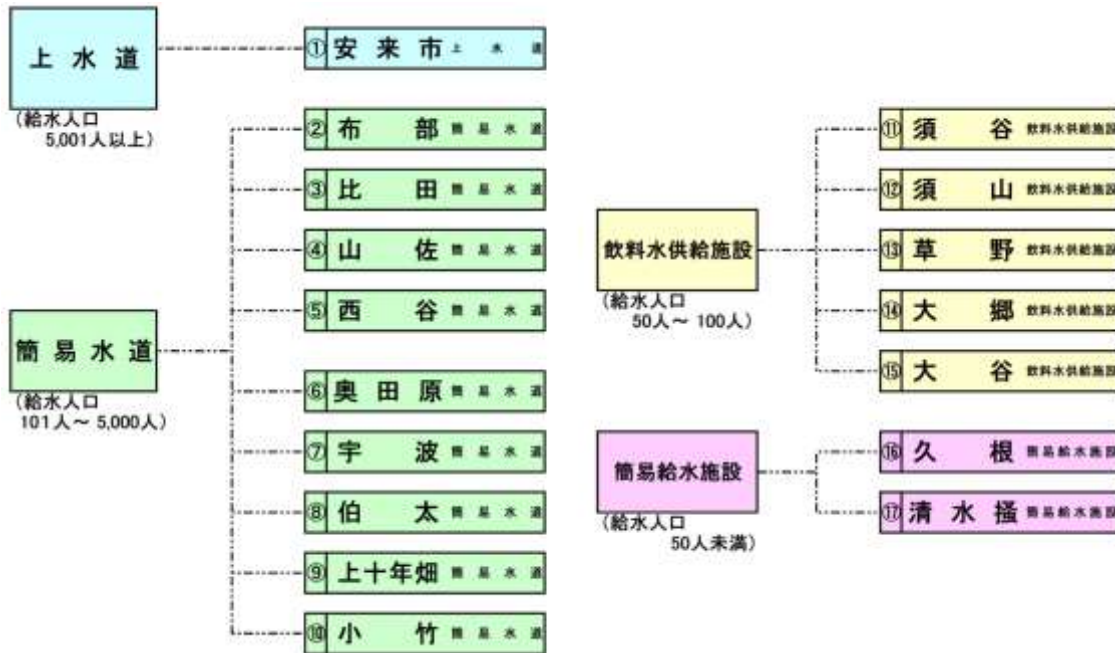 上水道
(給水人口
5,001人以上)
①安来市上水道
簡易水道
(給水人口
101人～5,000人)
②布部簡易水道
③比田簡易水道
④山佐簡易水道
⑤西谷簡易水道
⑥奥田原簡易水道
⑦宇波簡易水道
⑧伯太簡易水道
⑨上十年畑簡易水道
⑩小竹簡易水道
飲料水供給施設
(給水人口
50人～100人)
⑪須谷飲料水供給施設
⑫須山飲料水供給施設
⑬草野飲料水供給施設
⑭大郷飲料水供給施設
⑮大谷飲料水供給施設
簡易給水施設
(給水人口
50人未満)
⑯久根簡易給水施設
⑰清水掻簡易給水施設